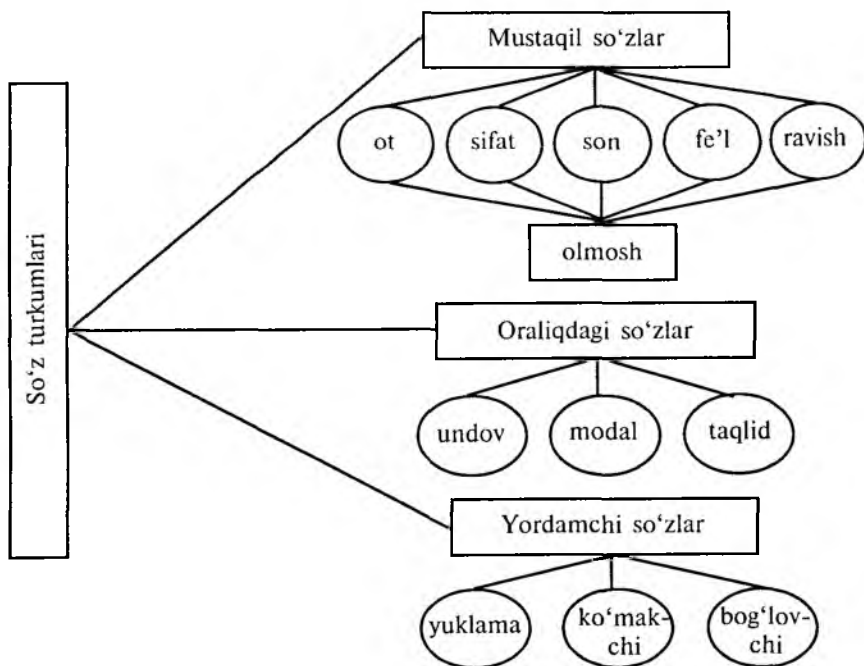 So‘z turkumlari
Mustaqil so‘zlar
ot
sifat
son
fe’l
ravish
olmosh
Oraliqdagi so‘zlar
undov
modal
taqlid
Yordamchi so‘zlar
yuklama
ko‘mak-
chi
bog‘lov-
chi